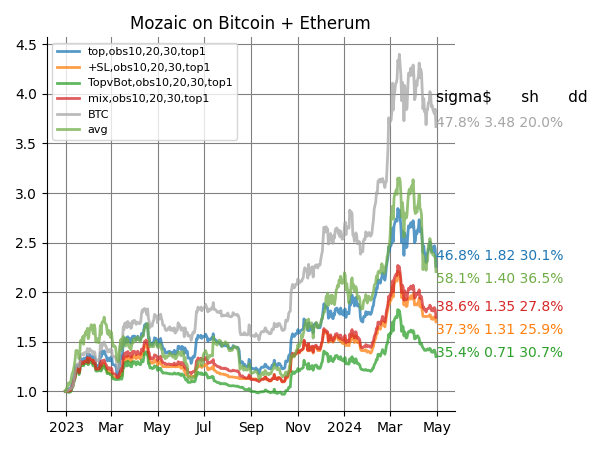 Mozaic on Bitcoin + Etherum
4.5
4.0
3.5
3.0
2.5
2.0
1.5
1.0
top,obs10,20,30,top1
+SL,obs10,20,30,top1
TopvBot,obs10,20,30,top1
mix,obs10,20,30,top1
BTC
avg
sigma$ sh dd
47.8% 3.48 20.0%
46.8% 1.82 30.1%
58.1% 1.40 36.5%
38.6% 1.35 27.8%
37.3% 1.31 25.9%
35.4% 0.71 30.7%
2023 Mar May Jul Sep Nov 2024 Mar May